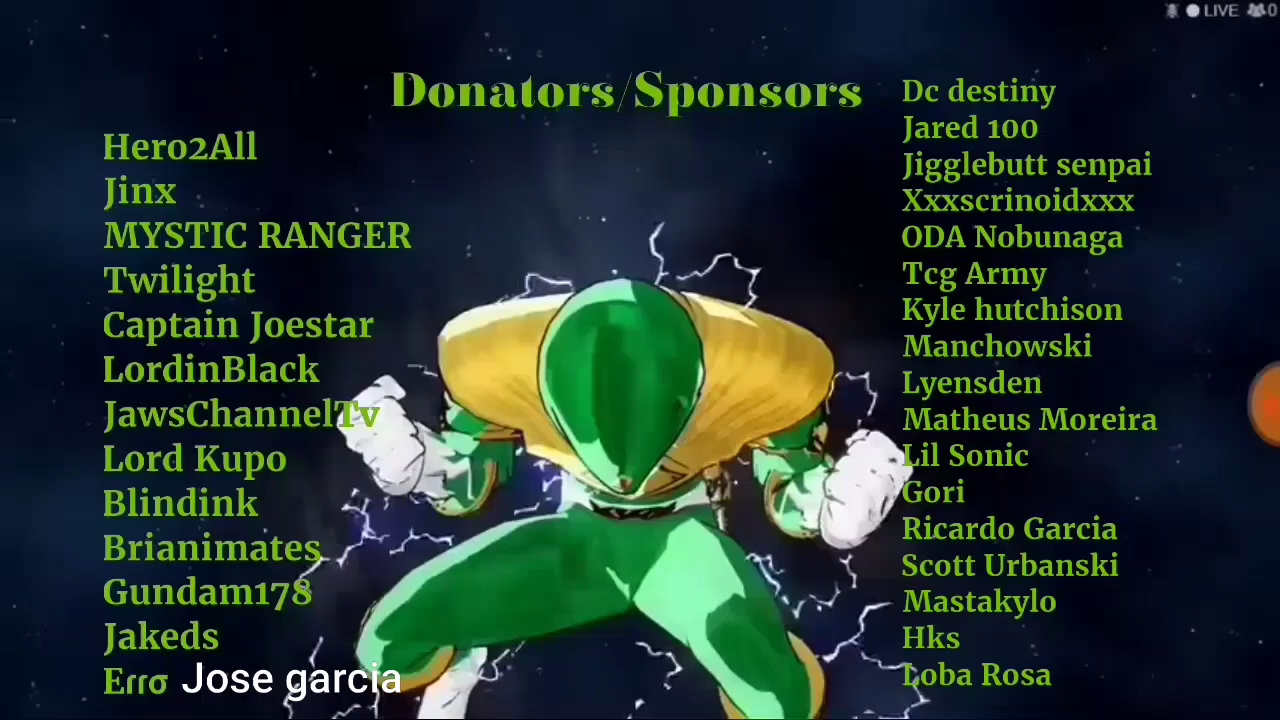 LIVE 0
Donators/Sponsors
Hero2All
Jinx
MYSTIC RANGER
Twilight
Captain Joestar
LordinBlack
JawsChannelTv
Lord Kupo
Blindink
Brianimates
Gundam178
Jakeds
Jose garcia
Dc destiny
Jared 100
Jigglebutt senpai
Xxxscrinoidxxx
ODA Nobunaga
Tcg Army
Kyle hutchison
Manchowski
Lyensden
Matheus Moreira
Lil Sonic
Gori
Ricardo Garcia
Scott Urbanski
Mastakylo
Hks
Loba Rosa